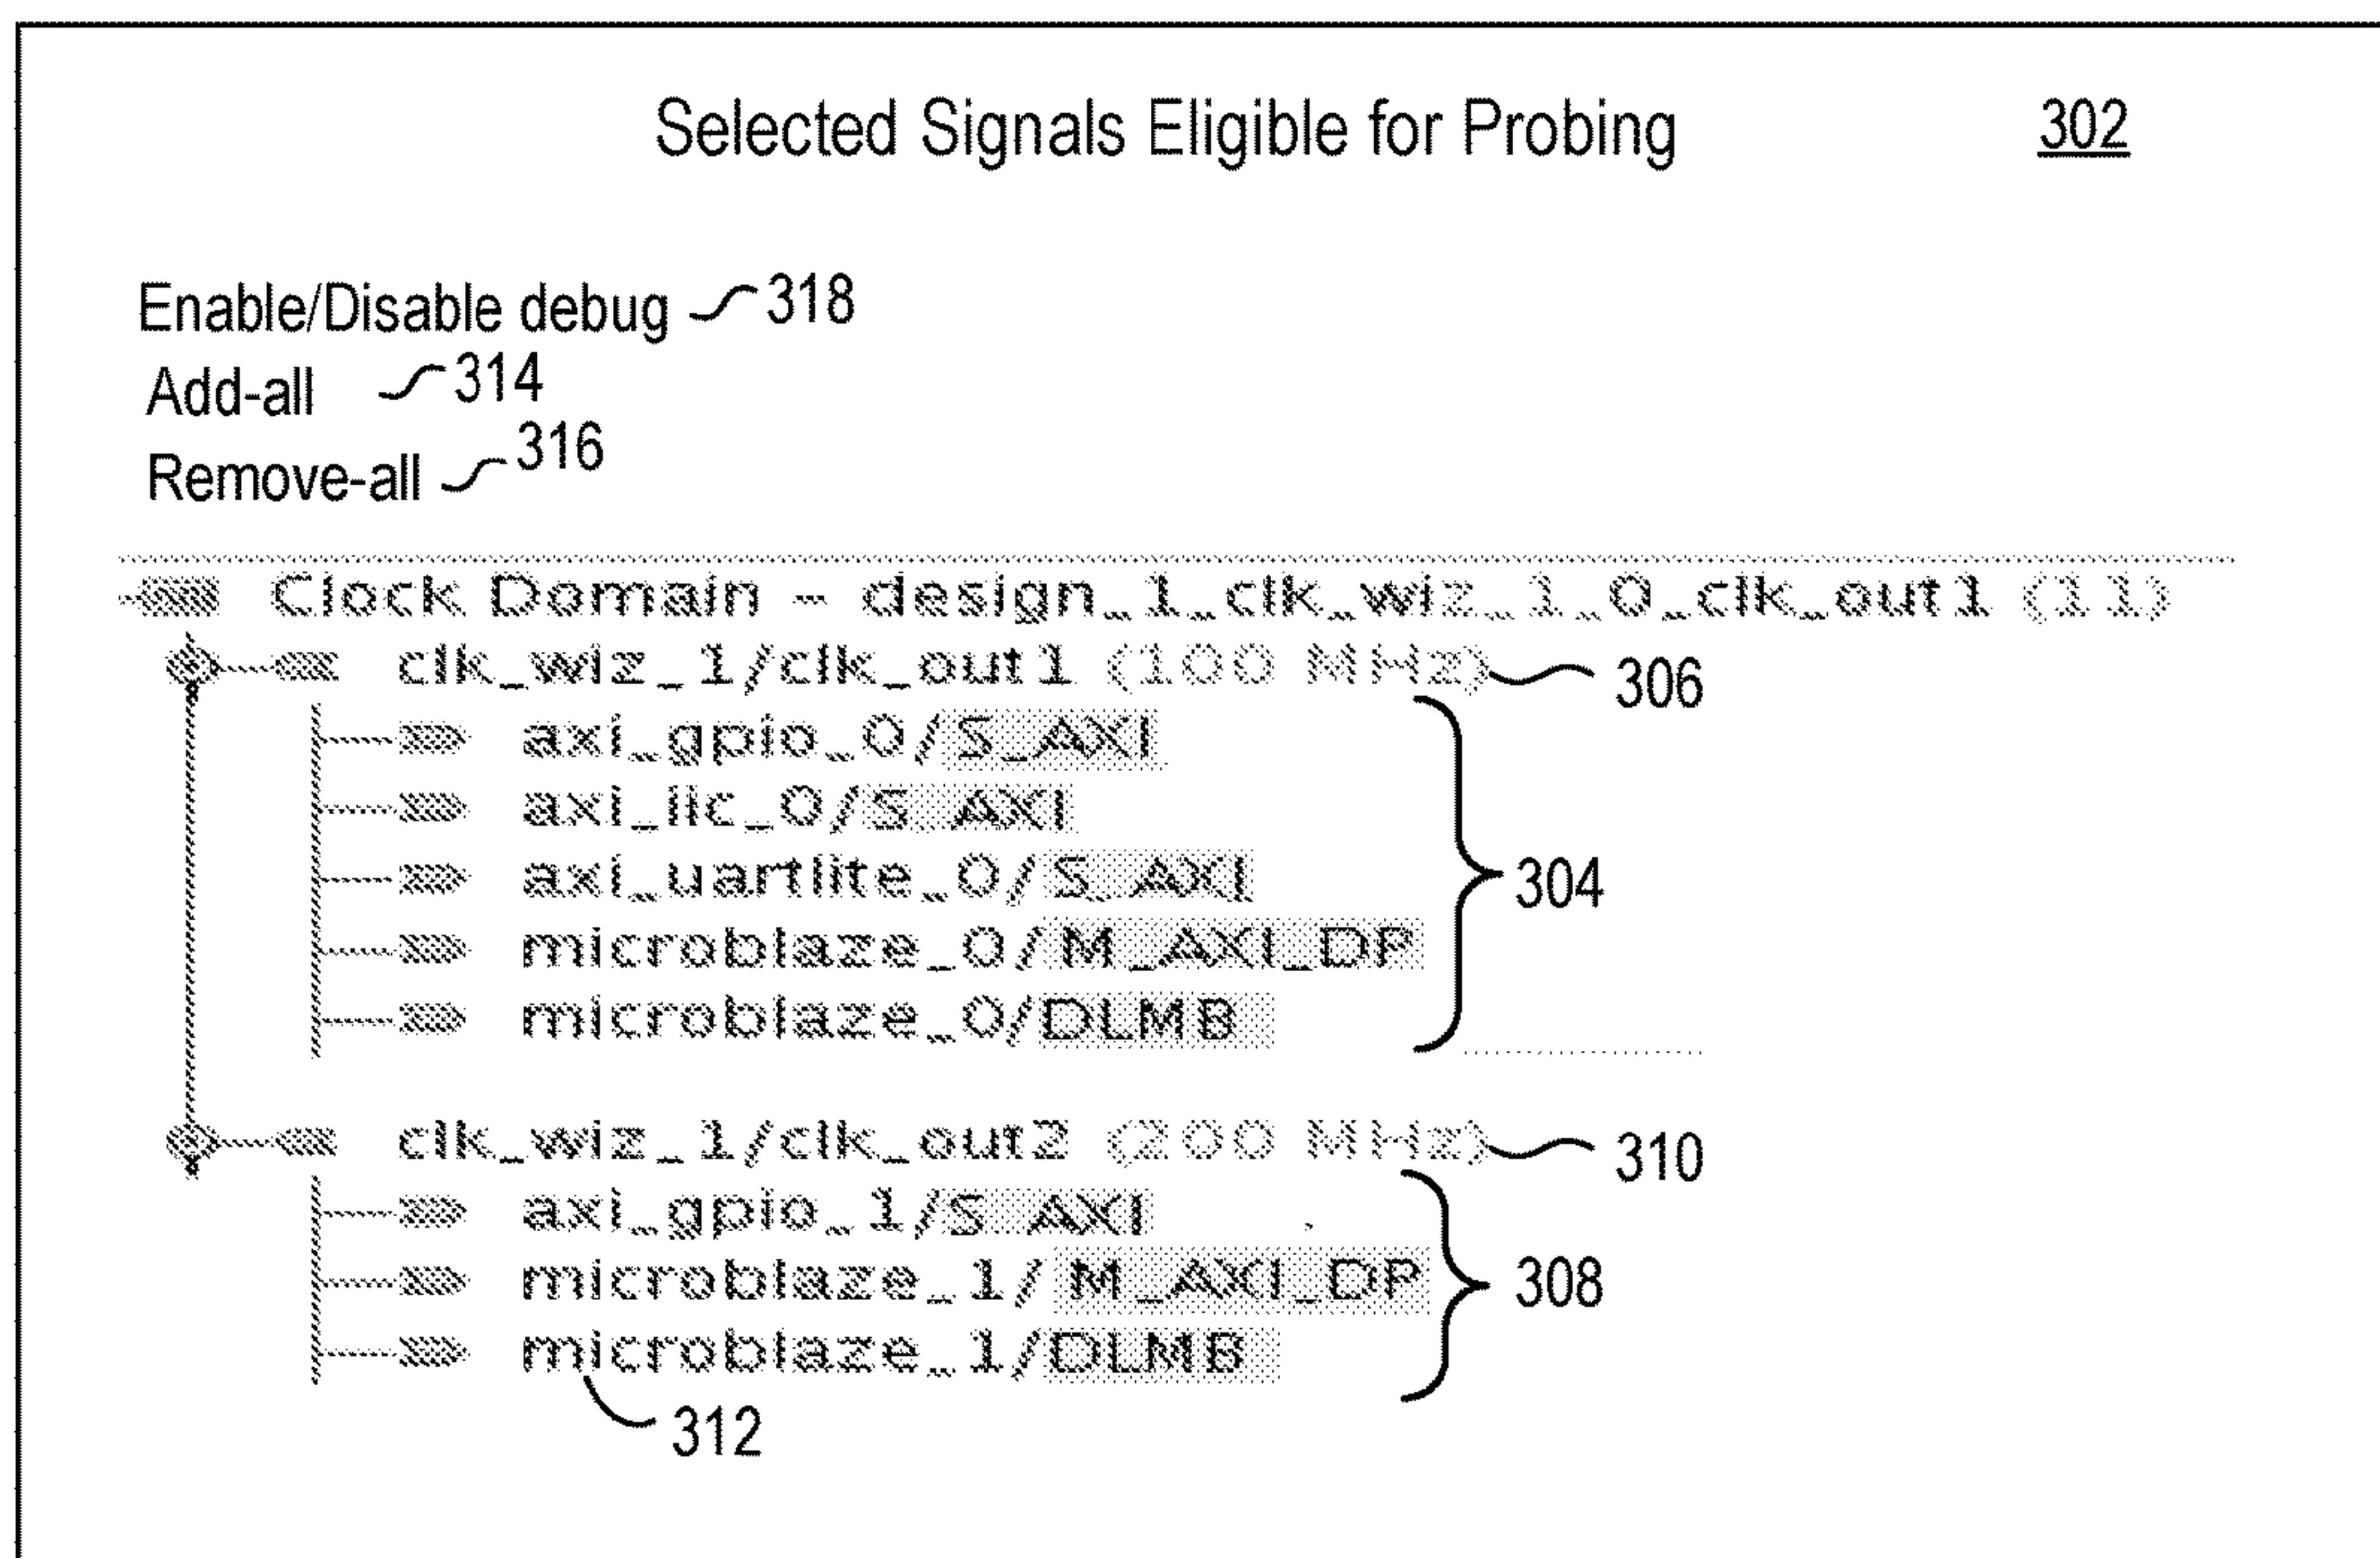 Selected Signals Eligible for Probing 302
Enable/Disable debug 318
Add-all 314
Remove-all 316
Clock Domain - design_1_clk_wiz_1_0_clk_out1 (11)
clk_wiz_1/clk_out1 (100 MHz) 306
axi_gpio_0/S_AXI
axi_iic_0/S_AXI
axi_uartlite_0/S_AXI 304
microblaze_0/M_AXI_DP
microblaze_0/DLMB
clk_wiz_1/clk_out2 (200 MHz) 310
axi_gpio_1/S_AXI
microblaze_1/M_AXI_DP 308
microblaze_1/DLMB
312